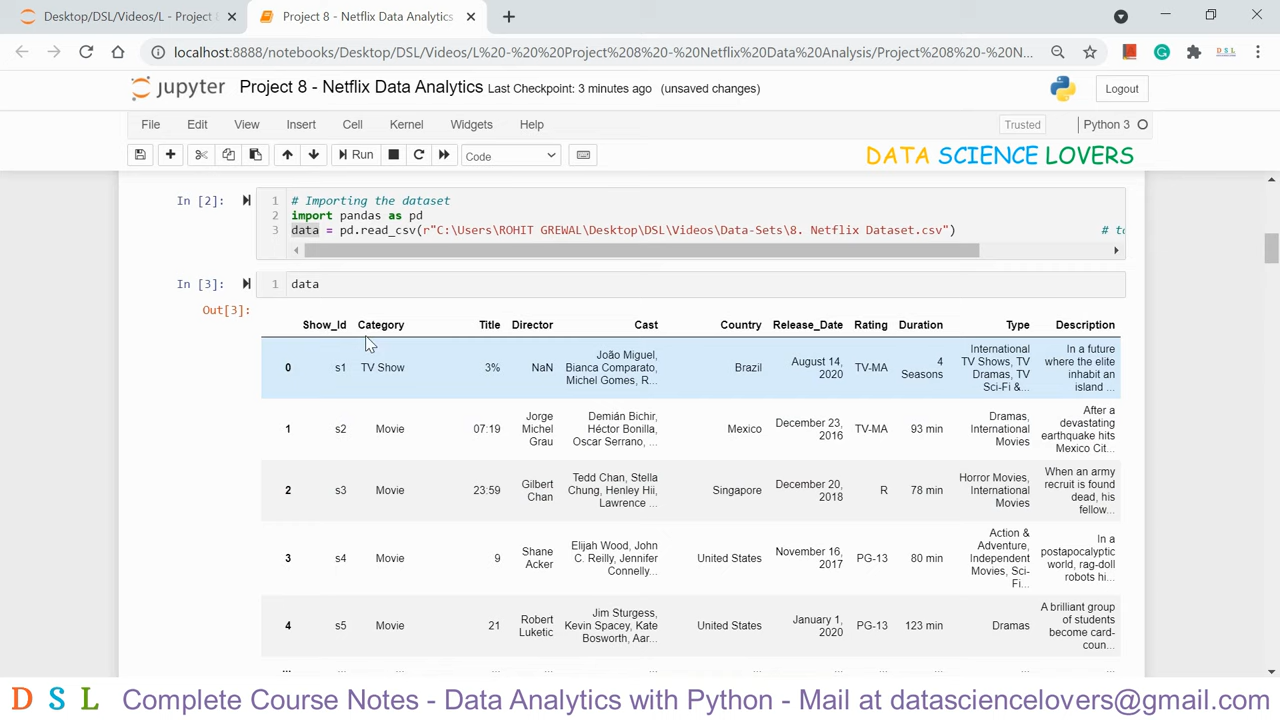 Desktop/DSL/Videos/L - Project
Project 8 - Netflix Data Analytics
localhost:8888/notebooks/Desktop/DSL/Videos/L%20-%20%20Project%208%20-%20Netflix%20Data%20Analysis/Project%208%20-%20N...
jupyter Project 8 - Netflix Data Analytics Last Checkpoint: 3 minutes ago (unsaved changes)
Logout
File Edit View Insert Cell Kernel Widgets Help
Trusted Python 3
Run
Code
DATA SCIENCE LOVERS
In [2]:
1 # Importing the dataset
2 import pandas as pd
3 data = pd.read_csv(r"C:\Users\ROHIT GREWAL\Desktop\DSL\Videos\Data-Sets\8. Netflix Dataset.csv") # to
In [3]:
1 data
Out[3]:
Show_Id Category Title Director Cast Country Release_Date Rating Duration Type Description
0 s1 TV Show 3% NaN João Miguel, Bianca Comparato, Michel Gomes, R... Brazil August 14, 2020 TV-MA 4 Seasons International TV Shows, TV Dramas, TV Sci-Fi &... In a future where the elite inhabit an island ...
1 s2 Movie 07:19 Jorge Michel Grau Demián Bichir, Héctor Bonilla, Oscar Serrano, ... Mexico December 23, 2016 TV-MA 93 min Dramas, International Movies After a devastating earthquake hits Mexico Cit...
2 s3 Movie 23:59 Gilbert Chan Tedd Chan, Stella Chung, Henley Hii, Lawrence ... Singapore December 20, 2018 R 78 min Horror Movies, International Movies When an army recruit is found dead, his fellow...
3 s4 Movie 9 Shane Acker Elijah Wood, John C. Reilly, Jennifer Connelly... United States November 16, 2017 PG-13 80 min Action & Adventure, Independent Movies, Sci-Fi... In a postapocalyptic world, rag-doll robots hi...
4 s5 Movie 21 Robert Luketic Jim Sturgess, Kevin Spacey, Kate Bosworth, Aar... United States January 1, 2020 PG-13 123 min Dramas A brilliant group of students become card-coun...
D S L Complete Course Notes - Data Analytics with Python - Mail at datasciencelovers@gmail.com